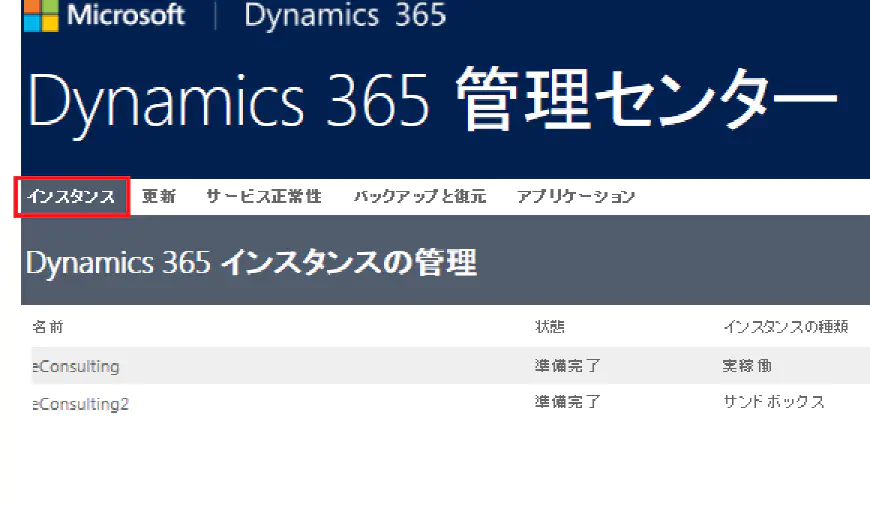 Microsoft | Dynamics 365
Dynamics 365 管理センター
インスタンス 更新 サービス正常性 バックアップと復元 アプリケーション
Dynamics 365 インスタンスの管理
名前 状態 インスタンスの種類
eConsulting 準備完了 実稼働
eConsulting2 準備完了 サンドボックス